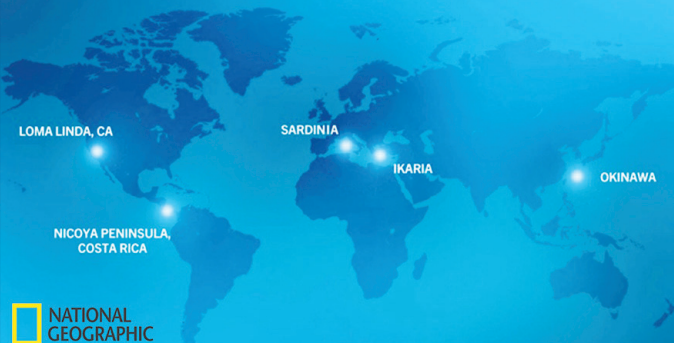 LOMA LINDA, CA
SARDINIA
IKARIA
OKINAWA
NICOYA PENINSULA,
COSTA RICA
NATIONAL
GEOGRAPHIC